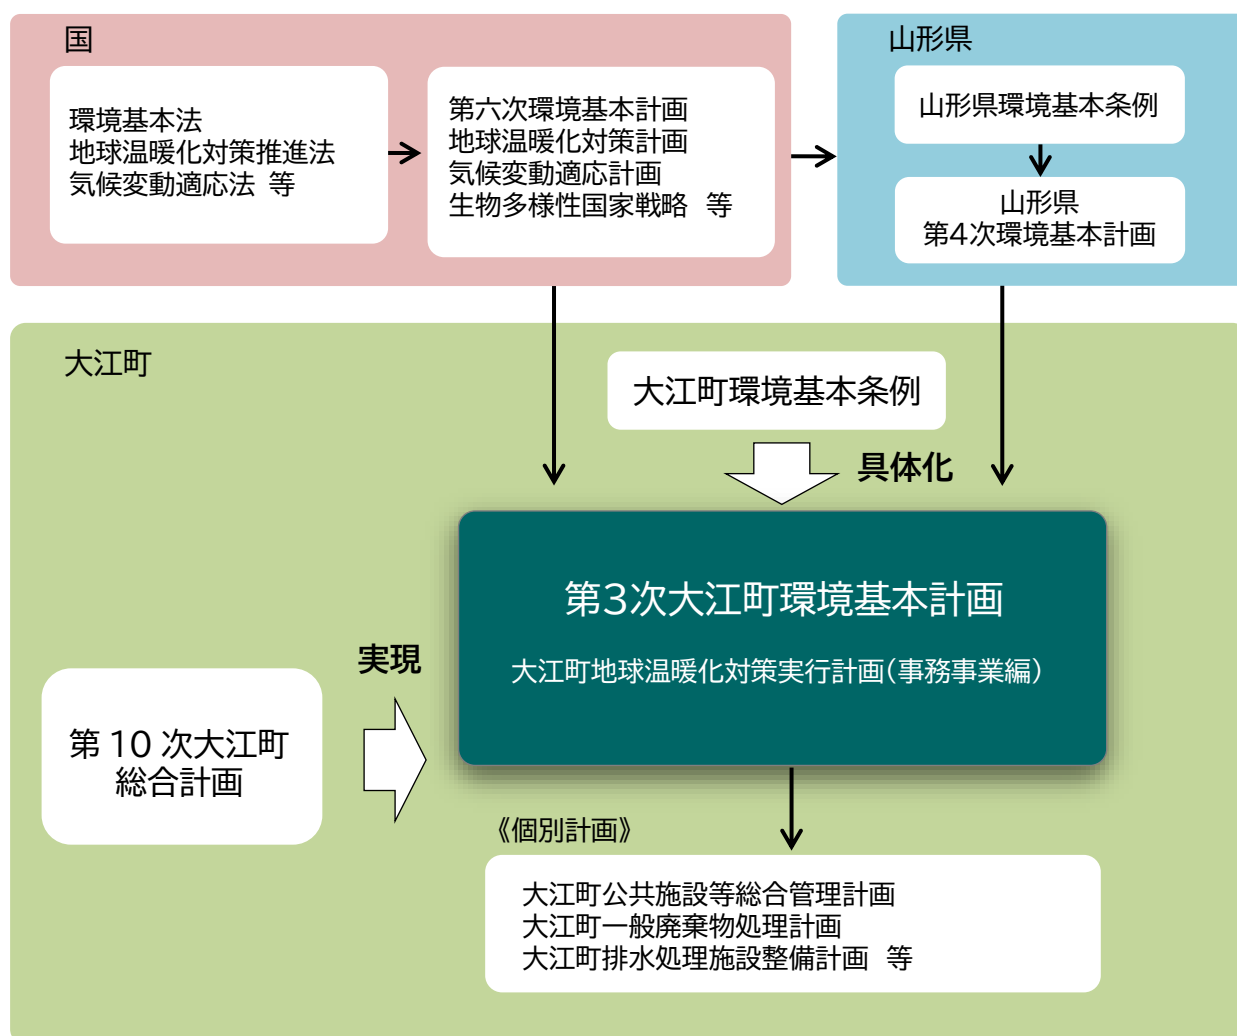 国
環境基本法
地球温暖化対策推進法
気候変動適応法 等
第六次環境基本計画
地球温暖化対策計画
気候変動適応計画
生物多様性国家戦略 等
山形県
山形県環境基本条例
山形県
第4次環境基本計画
大江町
大江町環境基本条例
具体化
第3次大江町環境基本計画
大江町地球温暖化対策実行計画(事務事業編)
実現
第 10 次大江町
総合計画
《個別計画》
大江町公共施設等総合管理計画
大江町一般廃棄物処理計画
大江町排水処理施設整備計画 等